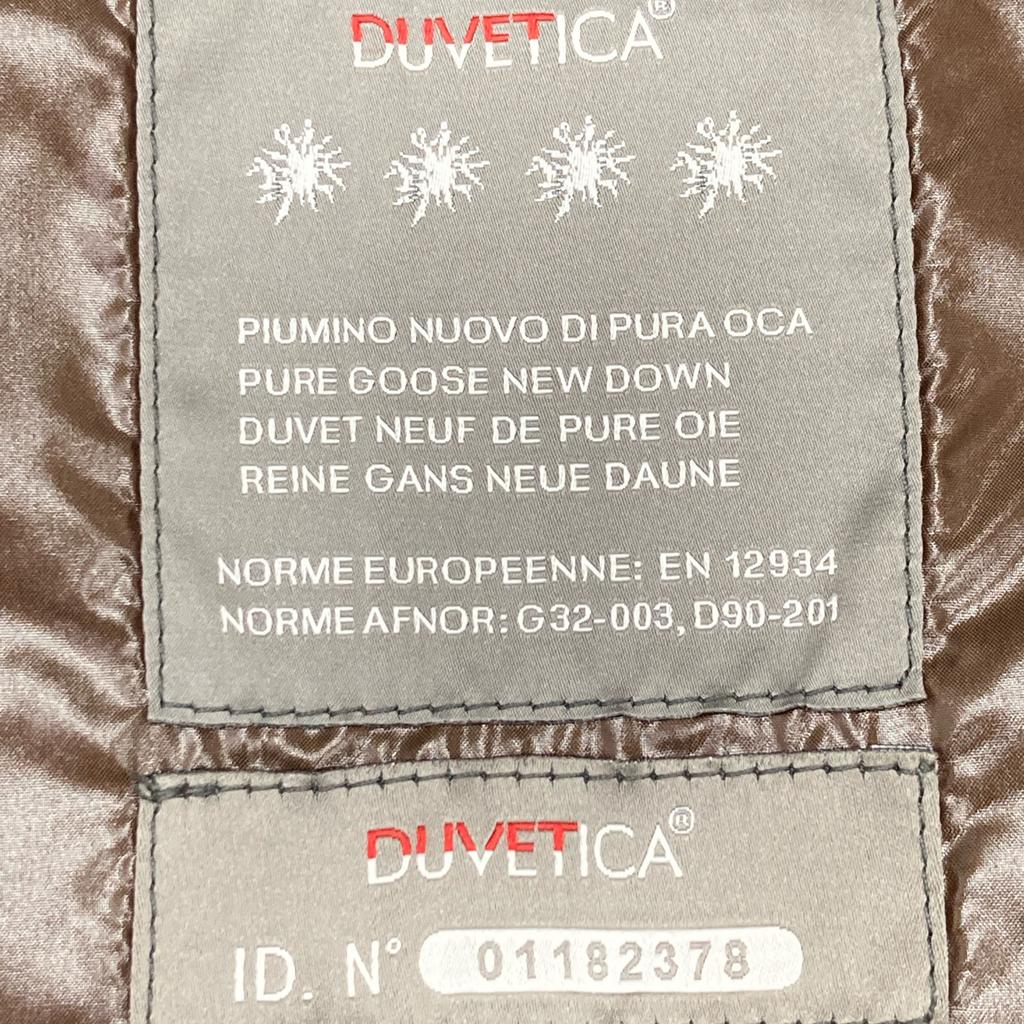 DUVETICA®
PIUMINO NUOVO DI PURA OCA
PURE GOOSE NEW DOWN
DUVET NEUF DE PURE OIE
REINE GANS NEUE DAUNE
NORME EUROPEENNE: EN 12934
NORME AFNOR: G32-003, D90-201
DUVETICA®
ID. N° 01182378